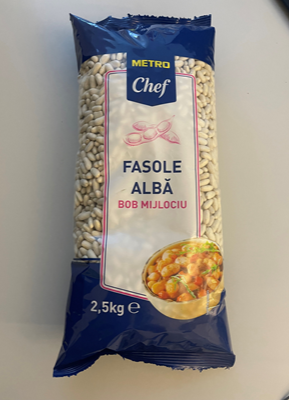 METRO
Chef
FASOLE
ALBĂ
BOB MIJLOCIU
2,5kg ℮